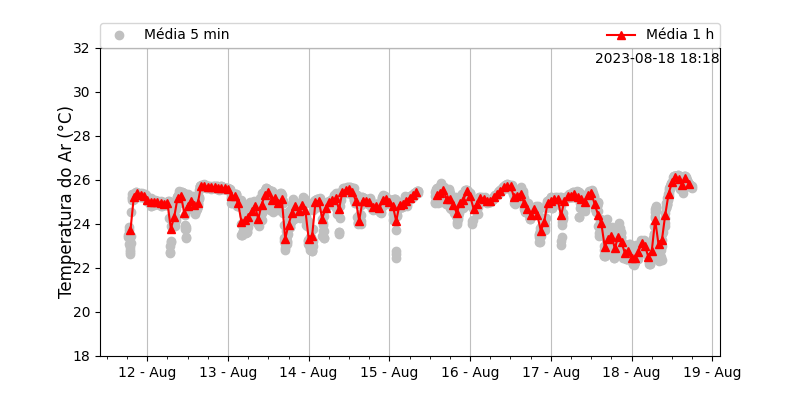 Média 5 min
Média 1 h
2023-08-18 18:18
Temperatura do Ar (°C)
32
30
28
26
24
22
20
18
12 - Aug
13 - Aug
14 - Aug
15 - Aug
16 - Aug
17 - Aug
18 - Aug
19 - Aug